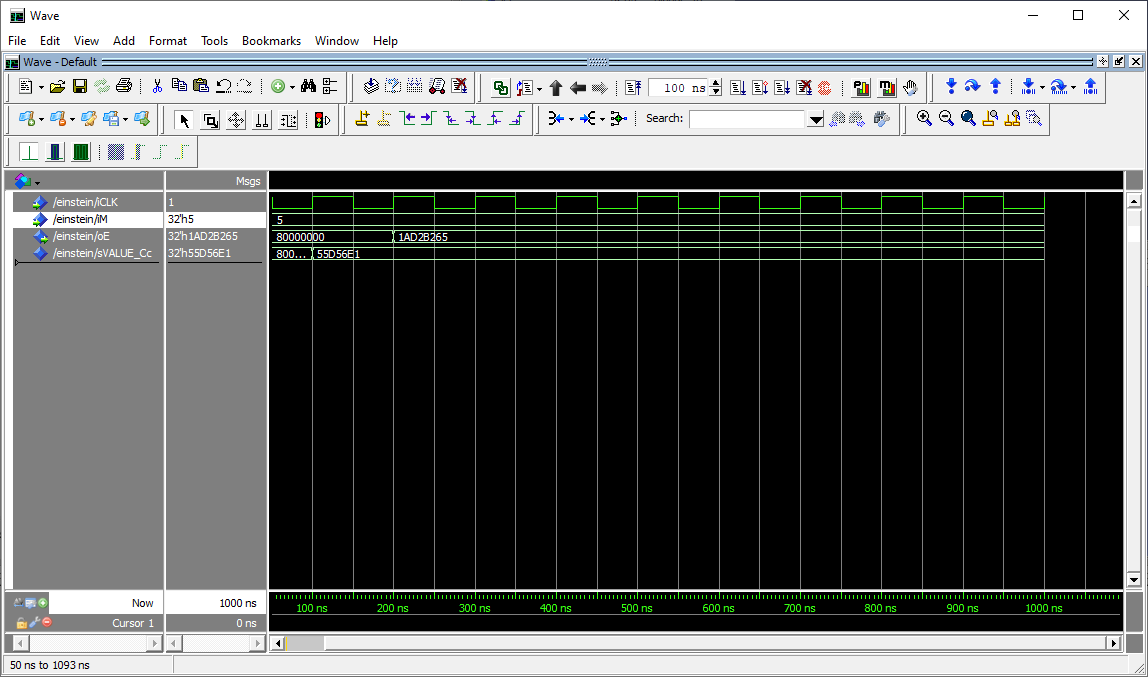 Wave
File Edit View Add Format Tools Bookmarks Window Help
Wave - Default
100 ns
Search:
Msgs
/einstein/iCLK 1
/einstein/iM 32'h5 5
/einstein/oE 32'h1AD2B265 80000000 1AD2B265
/einstein/sVALUE_Cc 32'h55D56E1 800... 55D56E1
Now 1000 ns 100 ns 200 ns 300 ns 400 ns 500 ns 600 ns 700 ns 800 ns 900 ns 1000 ns
Cursor 1 0 ns
50 ns to 1093 ns